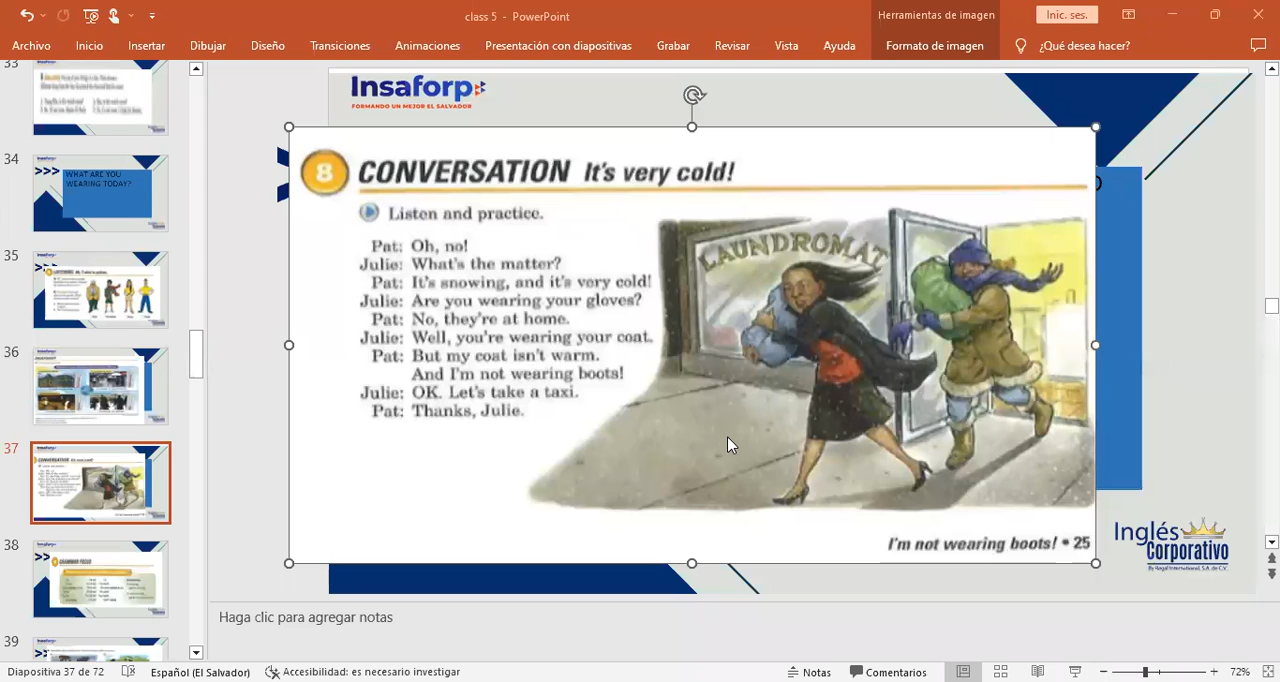 class 5 - PowerPoint
Herramientas de imagen
Inic. ses.
Archivo
Inicio
Insertar
Dibujar
Diseño
Transiciones
Animaciones
Presentación con diapositivas
Grabar
Revisar
Vista
Ayuda
Formato de imagen
¿Qué desea hacer?
33
34
WHAT ARE YOU
WEARING TODAY?
35
36
37
38
GRAMMAR FOCUS
39
Insaforp
FORMANDO UN MEJOR EL SALVADOR
8 CONVERSATION It's very cold!
Listen and practice.
Pat: Oh, no!
Julie: What's the matter?
Pat: It's snowing, and it's very cold!
Julie: Are you wearing your gloves?
Pat: No, they're at home.
Julie: Well, you're wearing your coat.
Pat: But my coat isn't warm.
And I'm not wearing boots!
Julie: OK. Let's take a taxi.
Pat: Thanks, Julie.
LAUNDROMAT
I'm not wearing boots! • 25
Inglés
Corporativo
By Regal International, S.A. de C.V.
Haga clic para agregar notas
Diapositiva 37 de 72
Español (El Salvador)
Accesibilidad: es necesario investigar
Notas
Comentarios
72%